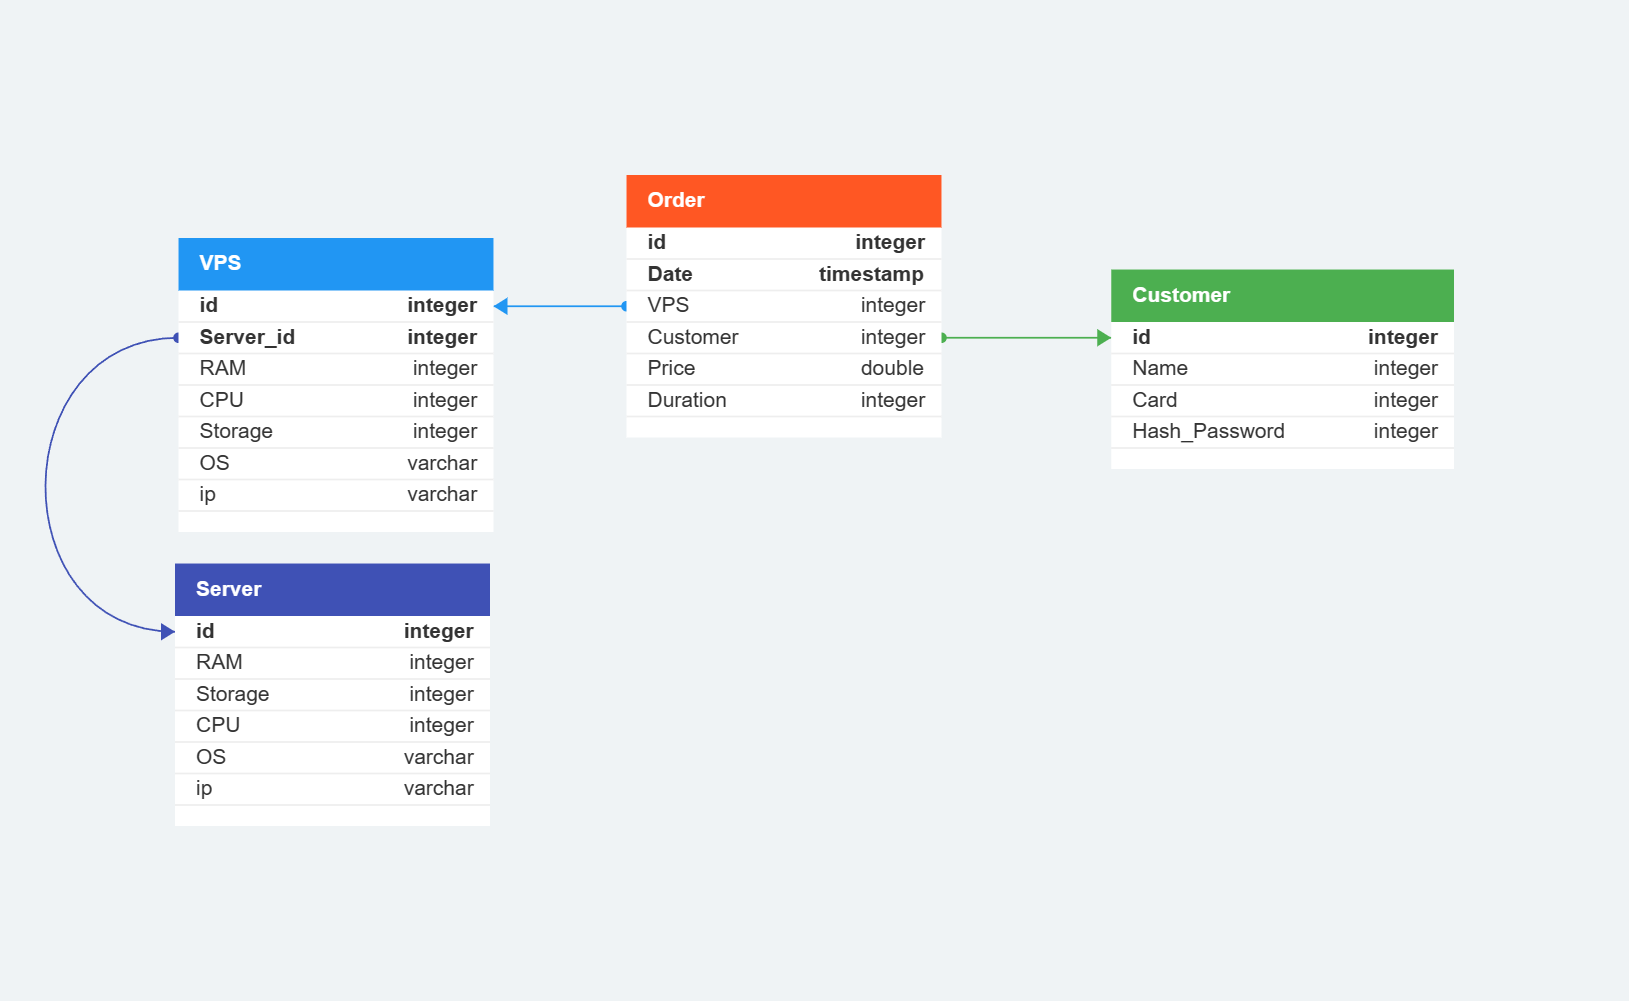 VPS
id integer
Server_id integer
RAM integer
CPU integer
Storage integer
OS varchar
ip varchar
Server
id integer
RAM integer
Storage integer
CPU integer
OS varchar
ip varchar
Order
id integer
Date timestamp
VPS integer
Customer integer
Price double
Duration integer
Customer
id integer
Name integer
Card integer
Hash_Password integer